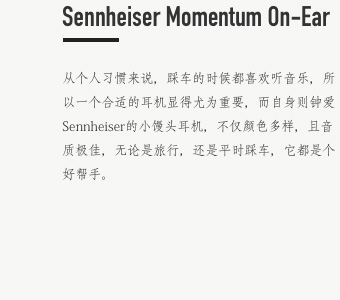 Sennheiser Momentum On-Ear
从个人习惯来说，踩车的时候都喜欢听音乐，所
以一个合适的耳机显得尤为重要，而自身则钟爱
Sennheiser的小馒头耳机，不仅颜色多样，且音
质极佳，无论是旅行，还是平时踩车，它都是个
好帮手。